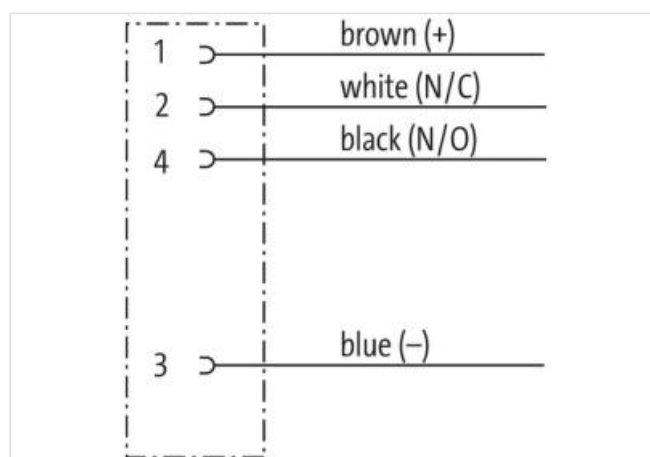 1 brown (+)
2 white (N/C)
4 black (N/O)
3 blue (–)